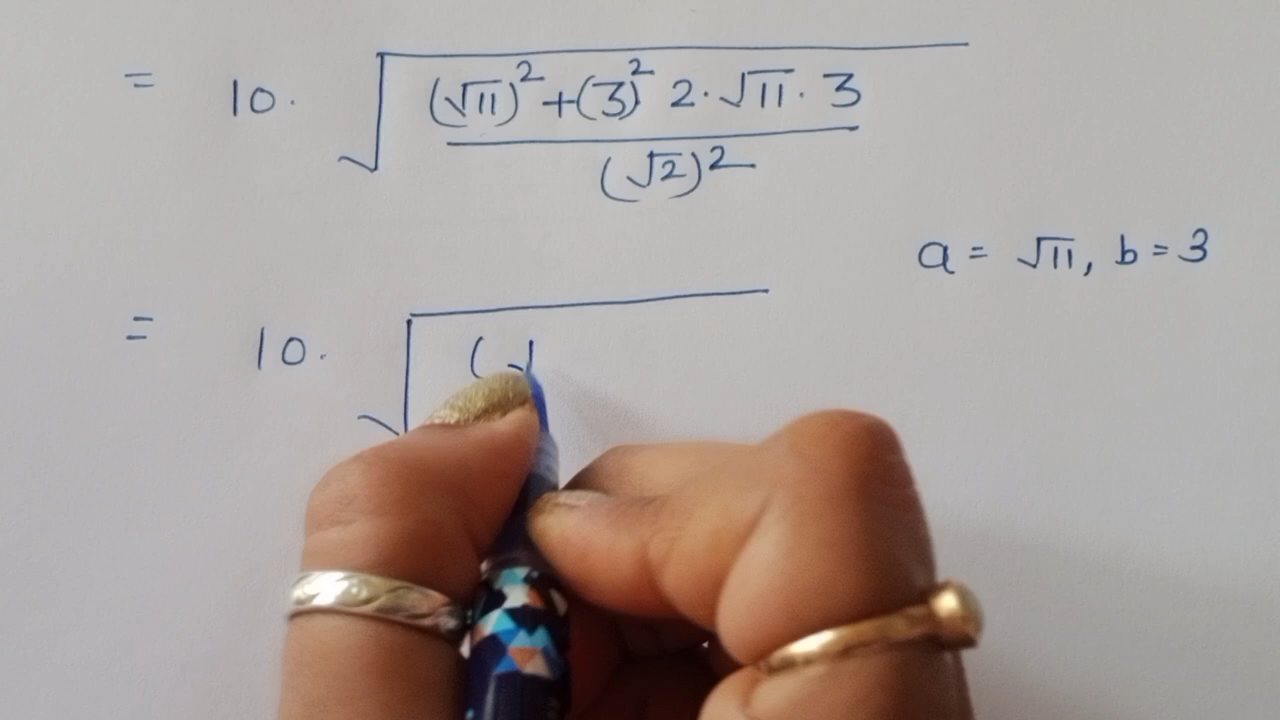 = 10. √ (√11)² + (3)² 2·√11·3
(√2)²
a = √11, b = 3
= 10. √ (√